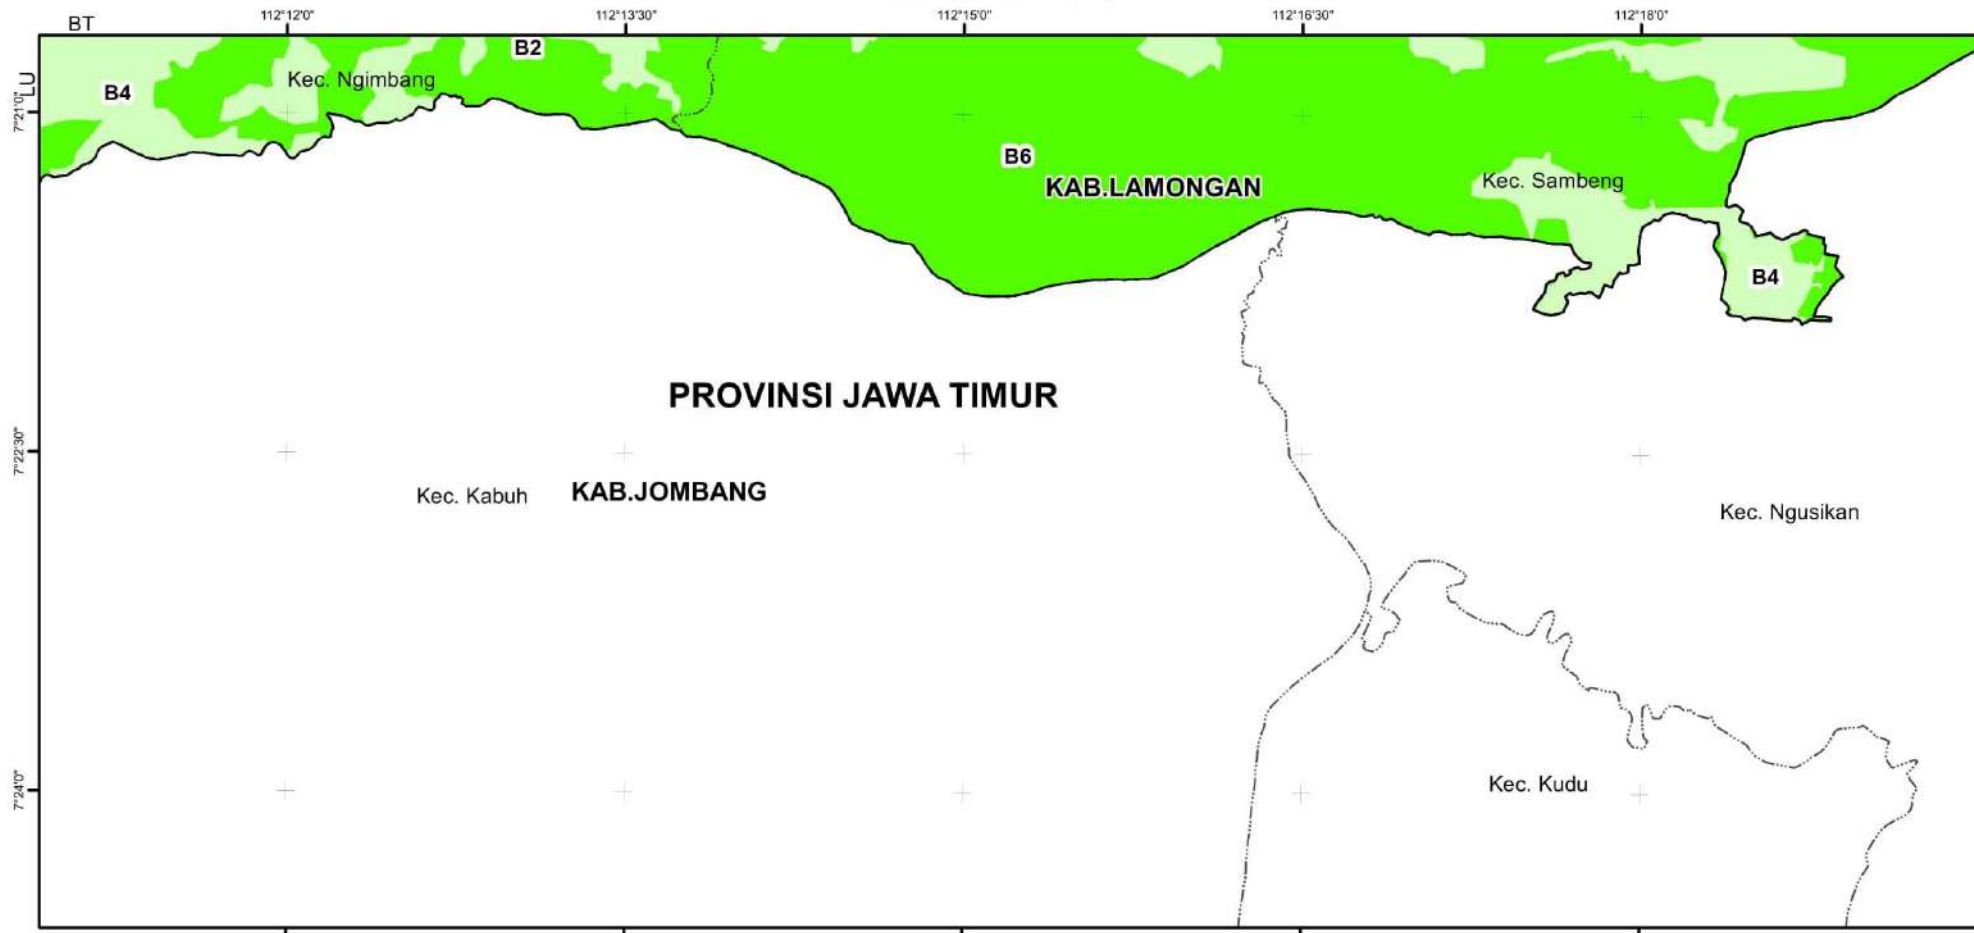 BT
112°12'0"
112°13'30"
112°15'0"
112°16'30"
112°18'0"
LU
7°21'0"
B4
Kec. Ngimbang
B2
B6
KAB.LAMONGAN
Kec. Sambeng
B4
PROVINSI JAWA TIMUR
7°22'30"
Kec. Kabuh
KAB.JOMBANG
Kec. Ngusikan
7°24'0"
Kec. Kudu